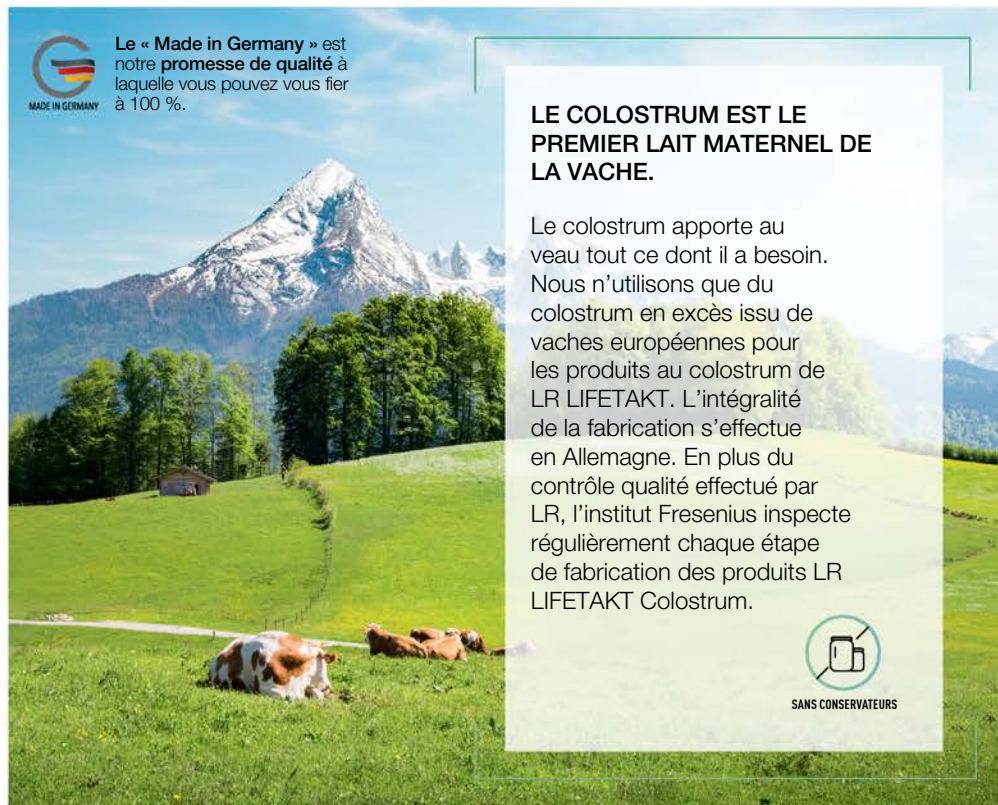 Le « Made in Germany » est
notre promesse de qualité à
laquelle vous pouvez vous fier
à 100 %.
MADE IN GERMANY
LE COLOSTRUM EST LE
PREMIER LAIT MATERNEL DE
LA VACHE.
Le colostrum apporte au
veau tout ce dont il a besoin.
Nous n’utilisons que du
colostrum en excès issu de
vaches européennes pour
les produits au colostrum de
LR LIFETAKT. L’intégralité
de la fabrication s’effectue
en Allemagne. En plus du
contrôle qualité effectué par
LR, l’institut Fresenius inspecte
régulièrement chaque étape
de fabrication des produits LR
LIFETAKT Colostrum.
SANS CONSERVATEURS